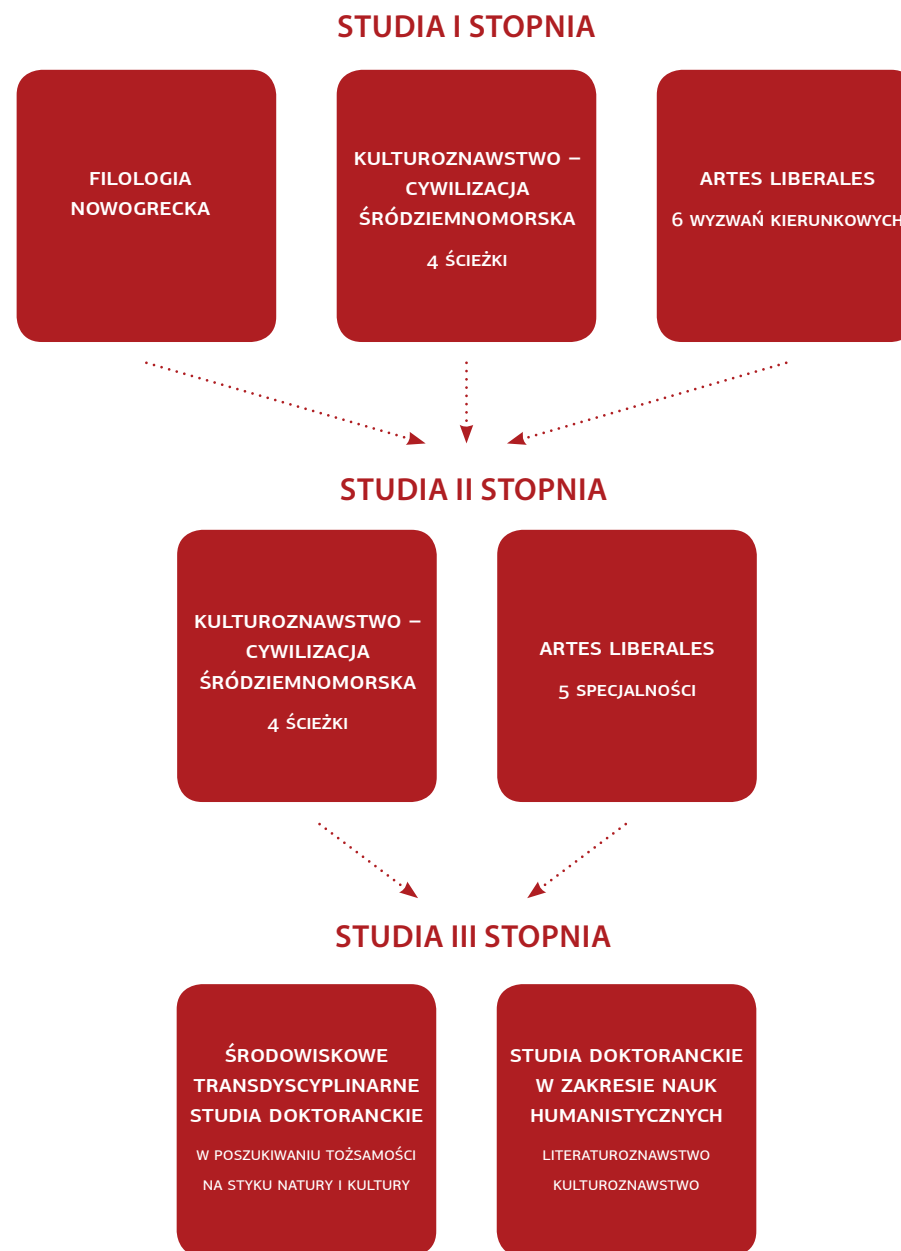 STUDIA I STOPNIA
FILOLOGIA
NOWOGRECKA
KULTUROZNAWSTWO –
CYWILIZACJA
ŚRÓDZIEMNOMORSKA
4 ŚCIEŻKI
ARTES LIBERALES
6 WYZWAŃ KIERUNKOWYCH
STUDIA II STOPNIA
KULTUROZNAWSTWO –
CYWILIZACJA
ŚRÓDZIEMNOMORSKA
4 ŚCIEŻKI
ARTES LIBERALES
5 SPECJALNOŚCI
STUDIA III STOPNIA
ŚRODOWISKOWE
TRANSDYSCYPLINARNE
STUDIA DOKTORANCKIE
W POSZUKIWANIU TOŻSAMOŚCI
NA STYKU NATURY I KULTURY
STUDIA DOKTORANCKIE
W ZAKRESIE NAUK
HUMANISTYCZNYCH
LITERATUROZNAWSTWO
KULTUROZNAWSTWO